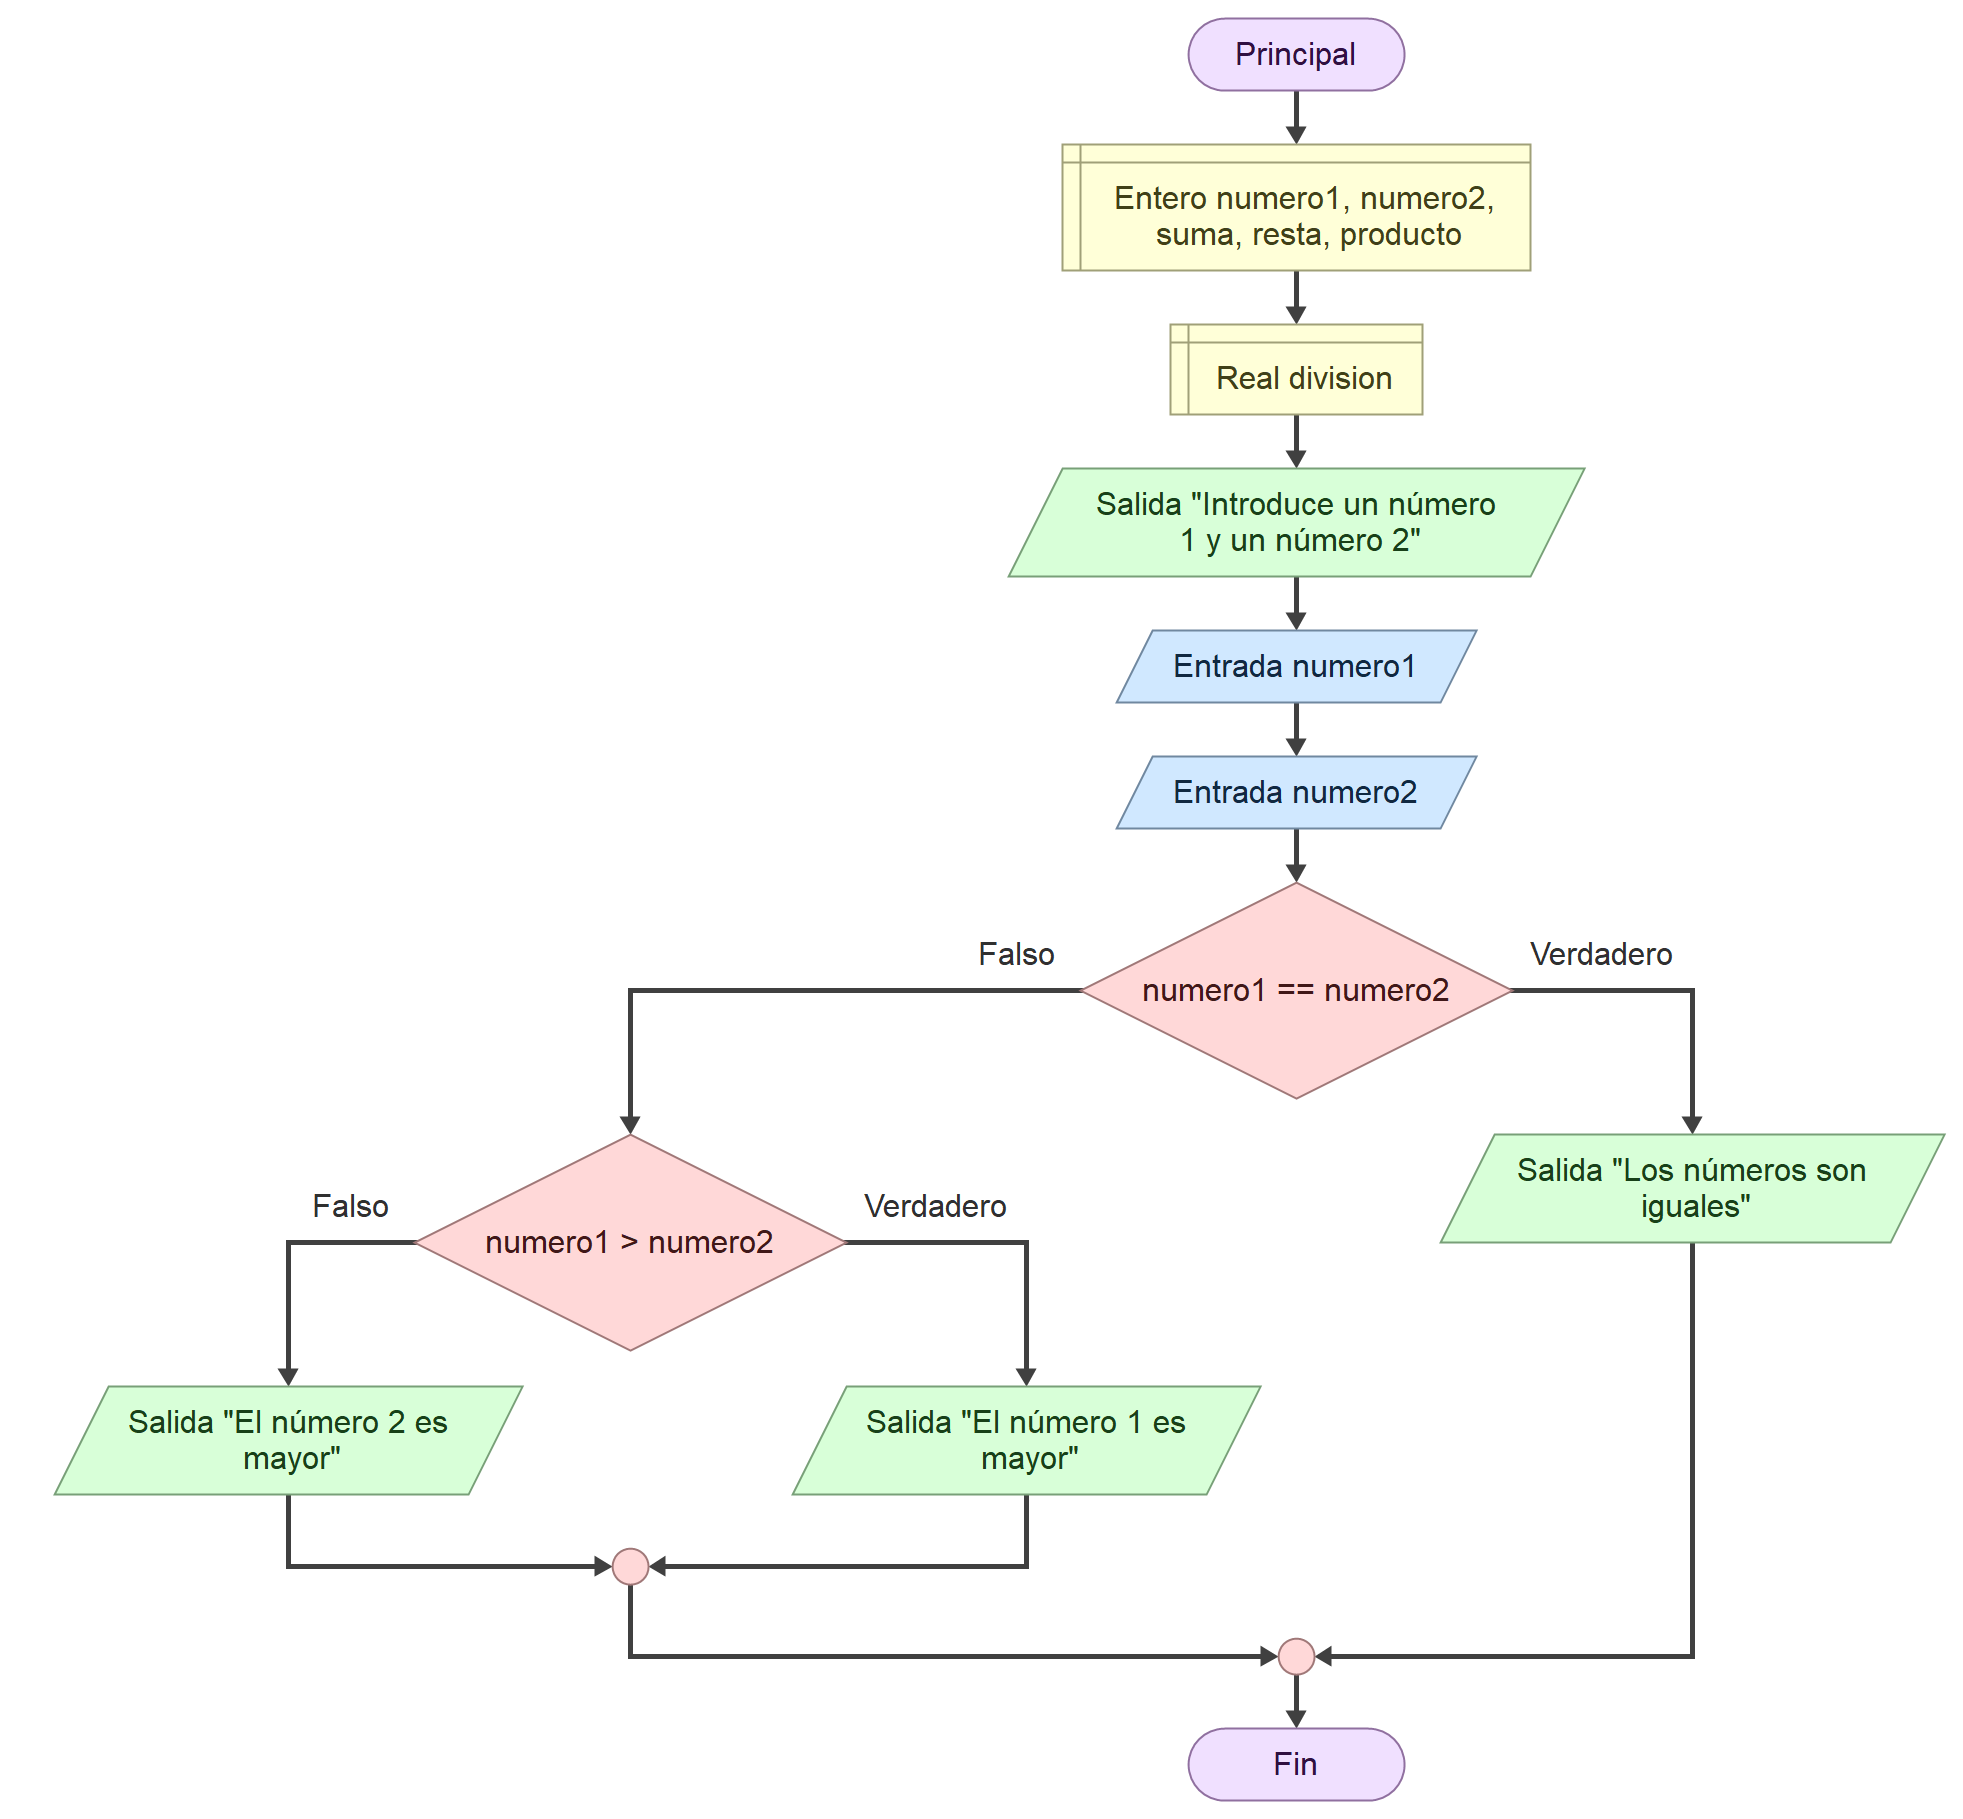 Principal
Entero numero1, numero2,
suma, resta, producto
Real division
Salida "Introduce un número
1 y un número 2"
Entrada numero1
Entrada numero2
Falso
Verdadero
numero1 == numero2
Salida "Los números son
iguales"
Falso
Verdadero
numero1 > numero2
Salida "El número 2 es
mayor"
Salida "El número 1 es
mayor"
Fin